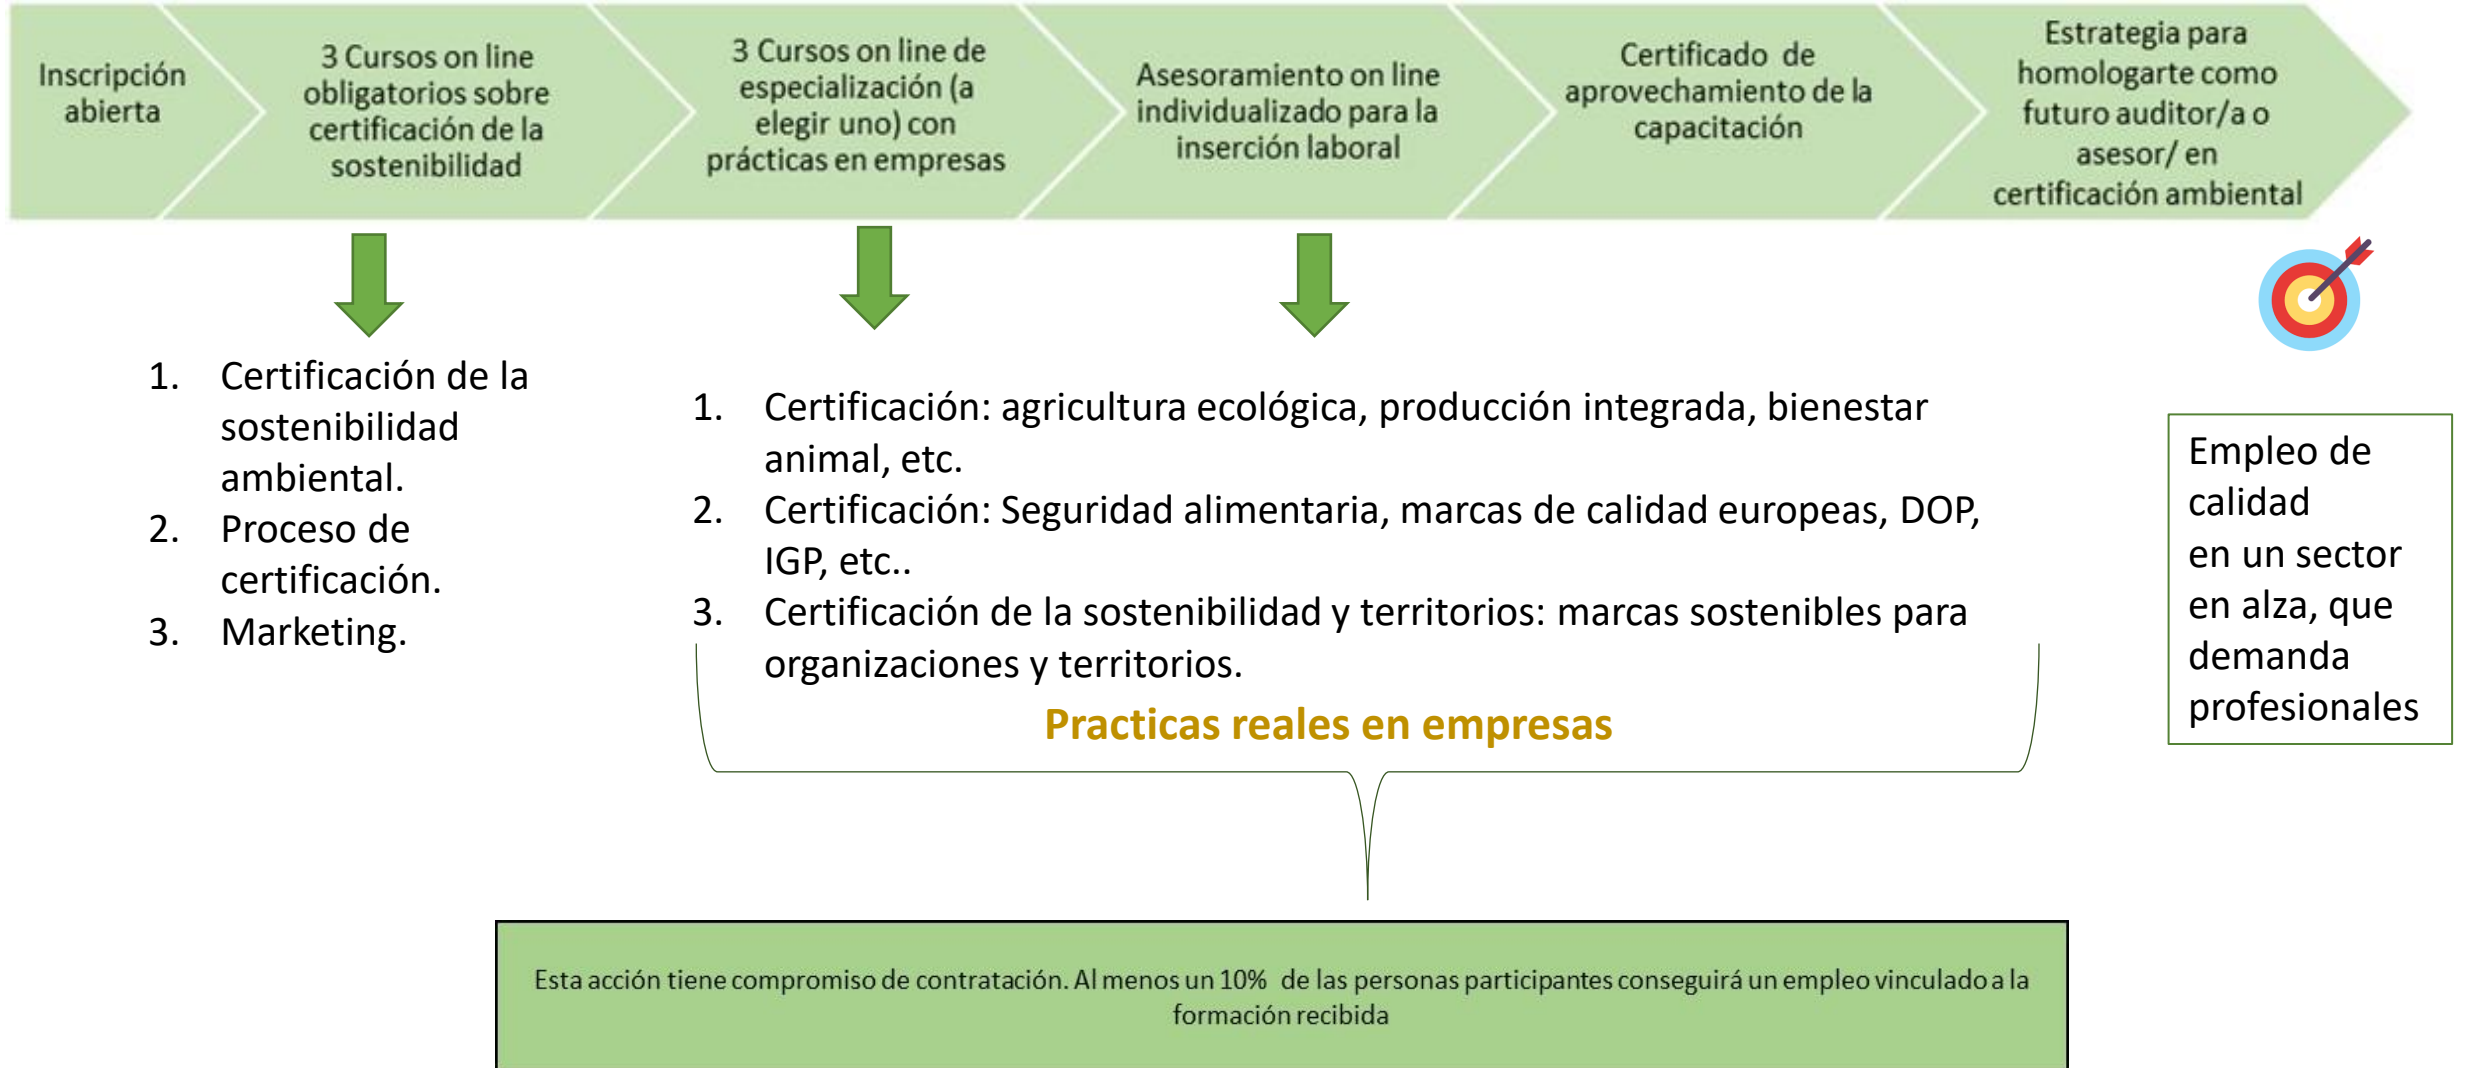 Inscripción
abierta
3 Cursos on line
obligatorios sobre
certificación de la
sostenibilidad
3 Cursos on line de
especialización (a
elegir uno) con
prácticas en empresas
Asesoramiento on line
individualizado para la
inserción laboral
Certificado de
aprovechamiento de la
capacitación
Estrategia para
homologarte como
futuro auditor/a o
asesor/ en
certificación ambiental
1. Certificación de la
sostenibilidad
ambiental.
2. Proceso de
certificación.
3. Marketing.
1. Certificación: agricultura ecológica, producción integrada, bienestar
animal, etc.
2. Certificación: Seguridad alimentaria, marcas de calidad europeas, DOP,
IGP, etc..
3. Certificación de la sostenibilidad y territorios: marcas sostenibles para
organizaciones y territorios.
Practicas reales en empresas
Empleo de
calidad
en un sector
en alza, que
demanda
profesionales
Esta acción tiene compromiso de contratación. Al menos un 10% de las personas participantes conseguirá un empleo vinculado a la
formación recibida